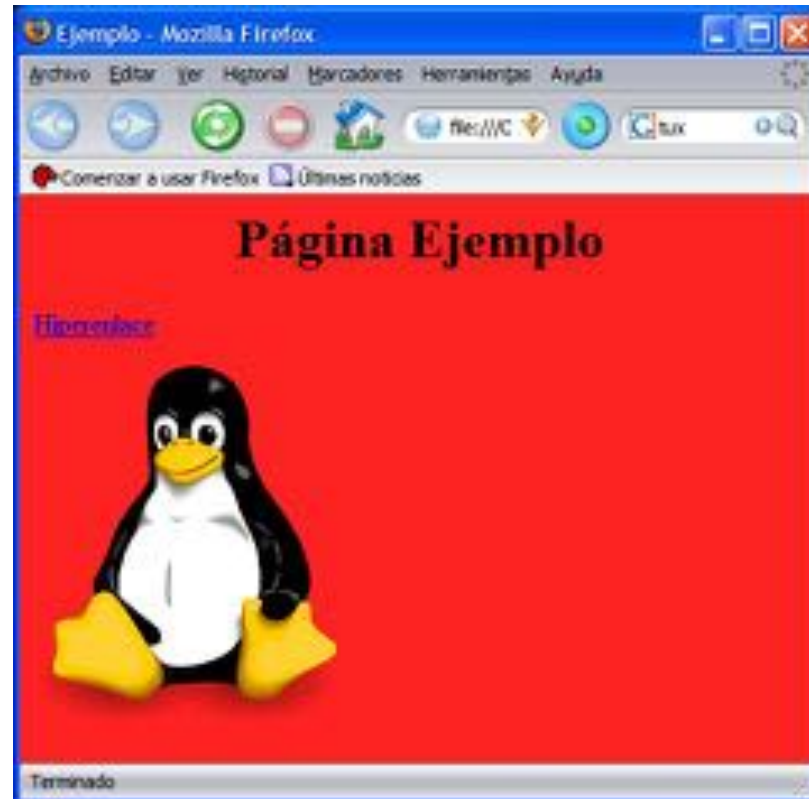 Ejemplo - Mozilla Firefox
Archivo Editar Ver Historial Marcadores Herramientas Ayuda
file:///C tux
Comenzar a usar Firefox Últimas noticias
Página Ejemplo
Hiperenlace
Terminado